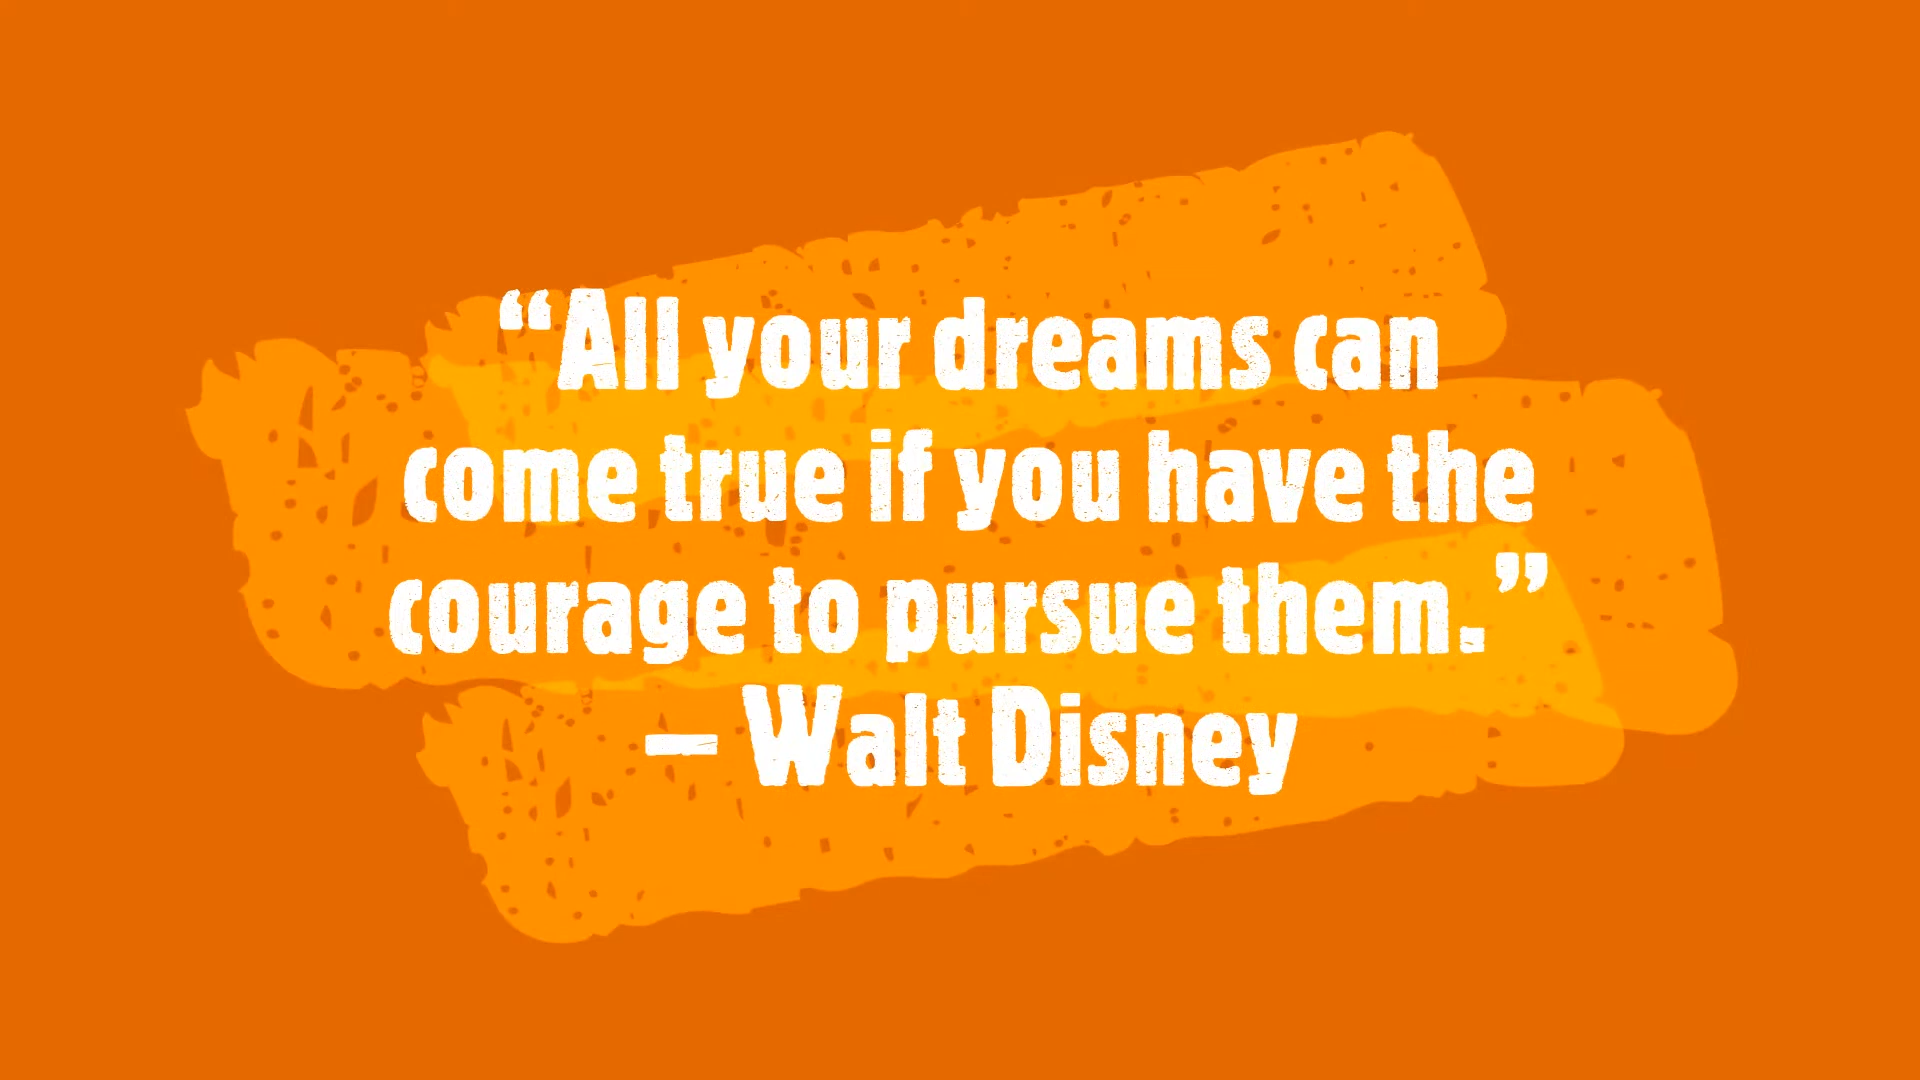 “All your dreams can
come true if you have the
courage to pursue them.”
– Walt Disney